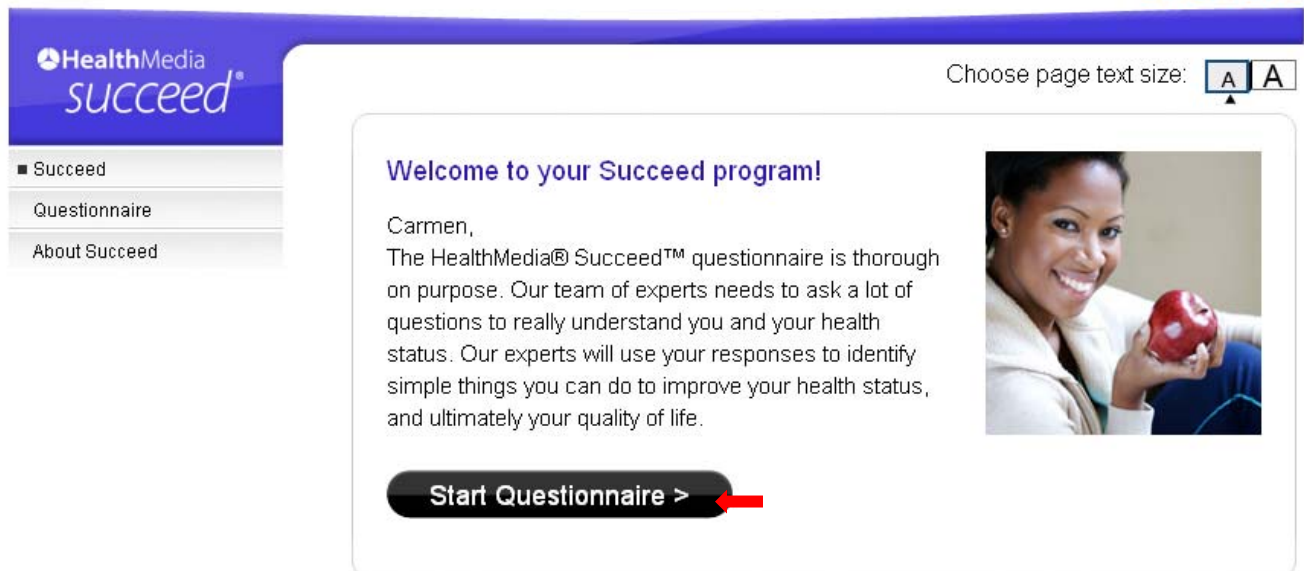 HealthMedia
succeed®
Choose page text size: A A
Succeed
Questionnaire
About Succeed
Welcome to your Succeed program!
Carmen,
The HealthMedia® Succeed™ questionnaire is thorough
on purpose. Our team of experts needs to ask a lot of
questions to really understand you and your health
status. Our experts will use your responses to identify
simple things you can do to improve your health status,
and ultimately your quality of life.
Start Questionnaire >